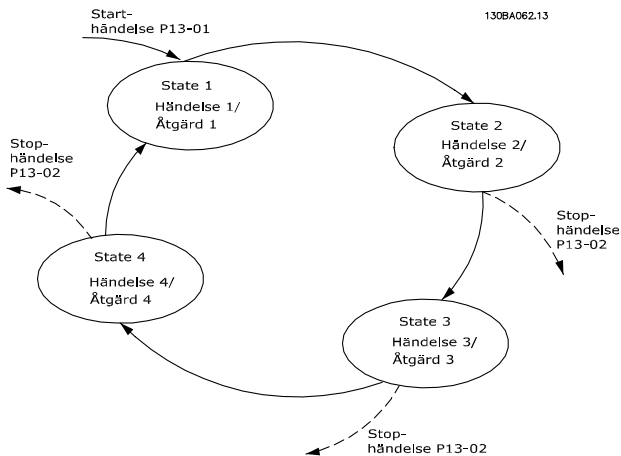 Start-
händelse P13-01
130BA062.13
State 1
Händelse 1/
Åtgärd 1
State 2
Händelse 2/
Åtgärd 2
Stop-
händelse
P13-02
Stop-
händelse
P13-02
State 4
Händelse 4/
Åtgärd 4
State 3
Händelse 3/
Åtgärd 3
Stop-
händelse P13-02